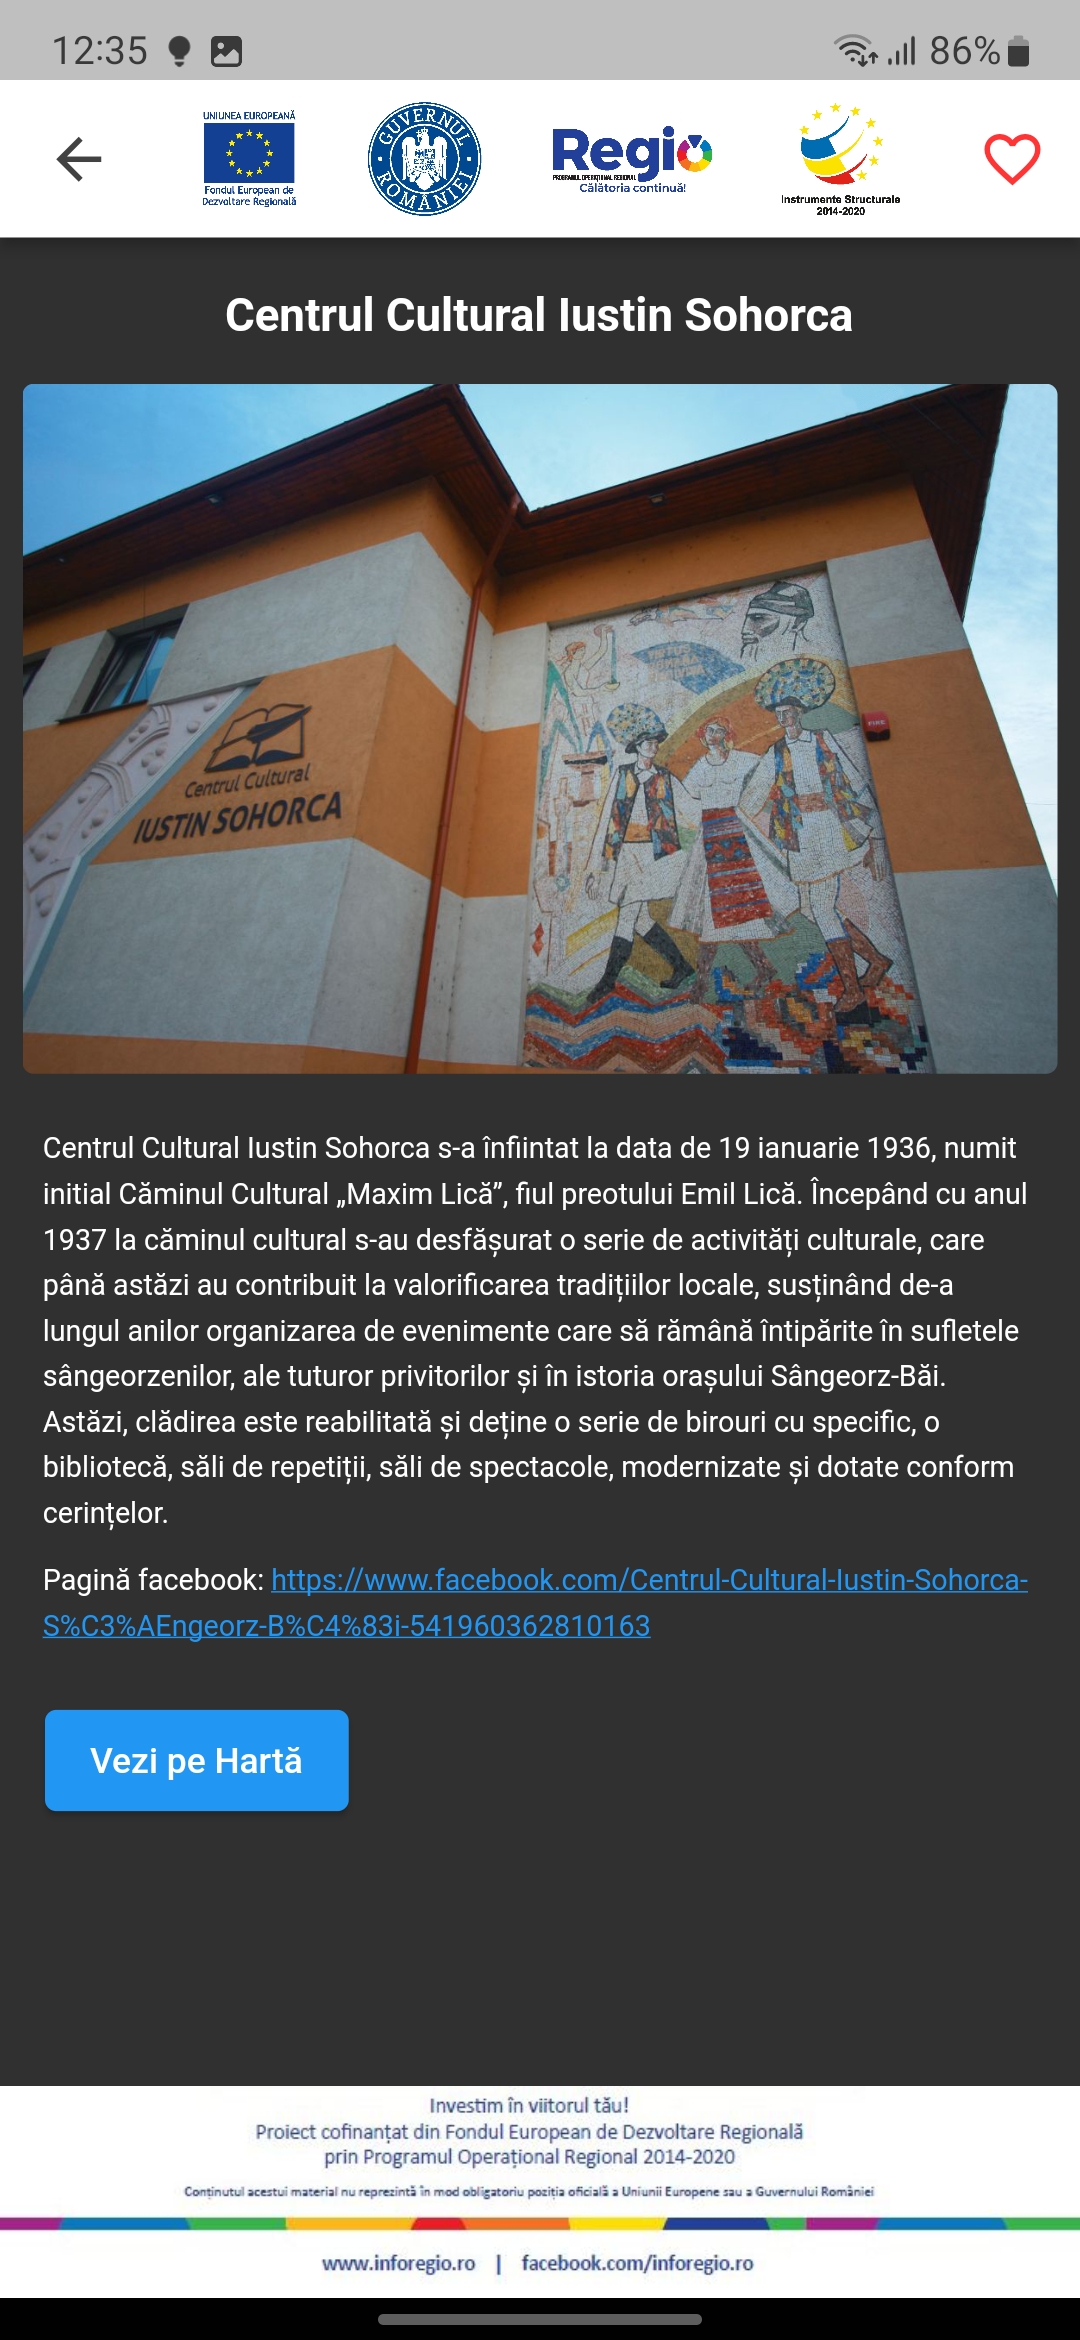 12:35
86%
UNIUNEA EUROPEANĂ
Fondul European de
Dezvoltare Regională
GUVERNUL
ROMÂNIEI
Regio
PROGRAMUL OPERAȚIONAL REGIONAL
Călătoria continuă!
Instrumente Structurale
2014-2020
Centrul Cultural Iustin Sohorca
Centrul Cultural
IUSTIN SOHORCA
FIRE
Centrul Cultural Iustin Sohorca s-a înfiintat la data de 19 ianuarie 1936, numit
initial Căminul Cultural „Maxim Lică”, fiul preotului Emil Lică. Începând cu anul
1937 la căminul cultural s-au desfășurat o serie de activități culturale, care
până astăzi au contribuit la valorificarea tradițiilor locale, susținând de-a
lungul anilor organizarea de evenimente care să rămână întipărite în sufletele
sângeorzenilor, ale tuturor privitorilor și în istoria orașului Sângeorz-Băi.
Astăzi, clădirea este reabilitată și deține o serie de birouri cu specific, o
bibliotecă, săli de repetiții, săli de spectacole, modernizate și dotate conform
cerințelor.
Pagină facebook: https://www.facebook.com/Centrul-Cultural-Iustin-Sohorca-
S%C3%AEngeorz-B%C4%83i-541960362810163
Vezi pe Hartă
Investim în viitorul tău!
Proiect cofinanțat din Fondul European de Dezvoltare Regională
prin Programul Operațional Regional 2014-2020
Conținutul acestui material nu reprezintă în mod obligatoriu poziția oficială a Uniunii Europene sau a Guvernului României
www.inforegio.ro | facebook.com/inforegio.ro